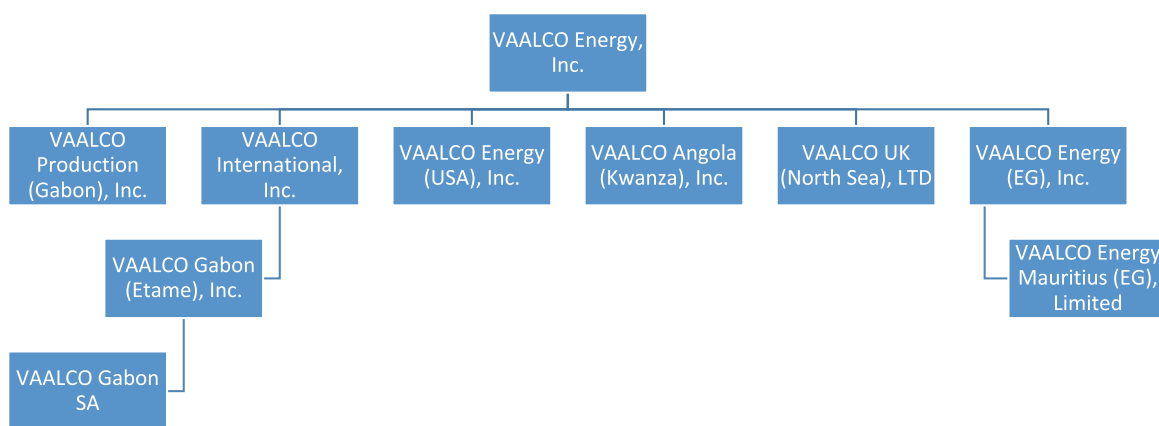 VAALCO Energy,
Inc.
VAALCO
Production
(Gabon), Inc.
VAALCO
International,
Inc.
VAALCO Energy
(USA), Inc.
VAALCO Angola
(Kwanza), Inc.
VAALCO UK
(North Sea), LTD
VAALCO Energy
(EG), Inc.
VAALCO Gabon
(Etame), Inc.
VAALCO Energy
Mauritius (EG),
Limited
VAALCO Gabon
SA